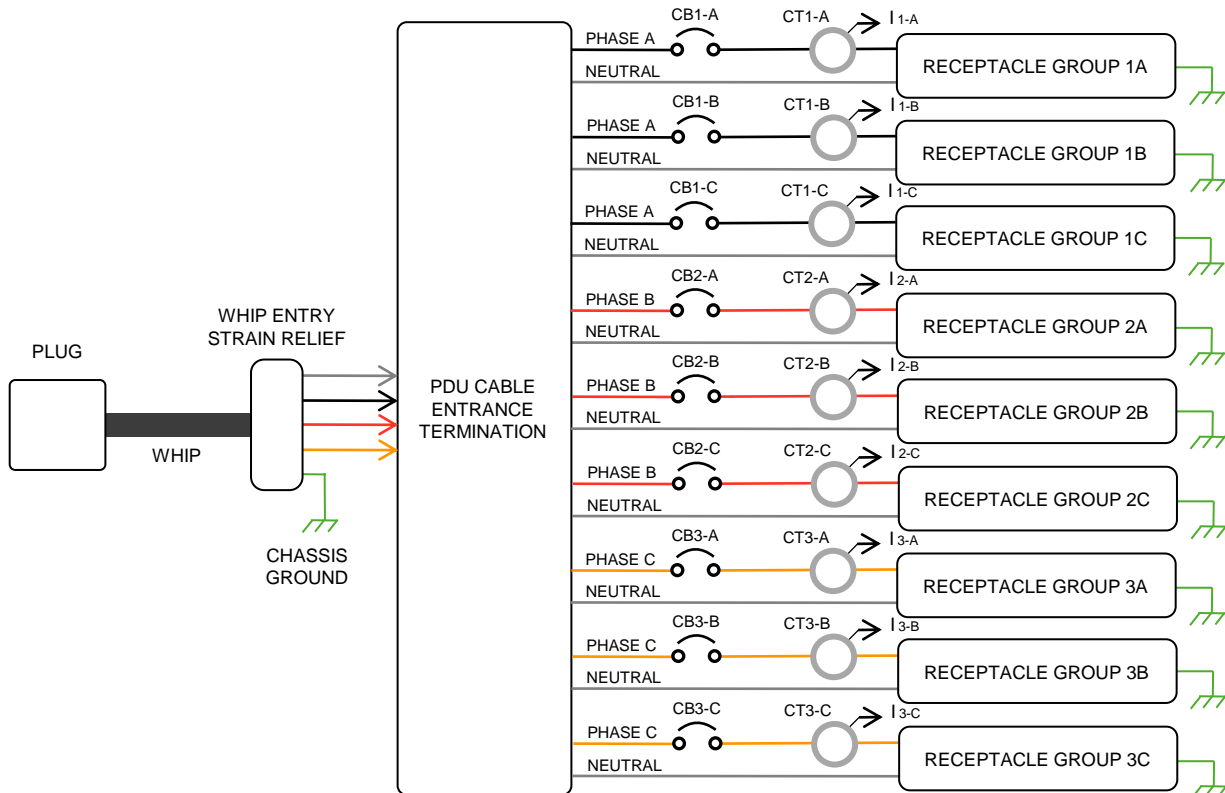 PLUG
WHIP
WHIP ENTRY
STRAIN RELIEF
CHASSIS
GROUND
PDU CABLE
ENTRANCE
TERMINATION
PHASE A
CB1-A
CT1-A
I 1-A
NEUTRAL
RECEPTACLE GROUP 1A
PHASE A
CB1-B
CT1-B
I 1-B
NEUTRAL
RECEPTACLE GROUP 1B
PHASE A
CB1-C
CT1-C
I 1-C
NEUTRAL
RECEPTACLE GROUP 1C
PHASE B
CB2-A
CT2-A
I 2-A
NEUTRAL
RECEPTACLE GROUP 2A
PHASE B
CB2-B
CT2-B
I 2-B
NEUTRAL
RECEPTACLE GROUP 2B
PHASE B
CB2-C
CT2-C
I 2-C
NEUTRAL
RECEPTACLE GROUP 2C
PHASE C
CB3-A
CT3-A
I 3-A
NEUTRAL
RECEPTACLE GROUP 3A
PHASE C
CB3-B
CT3-B
I 3-B
NEUTRAL
RECEPTACLE GROUP 3B
PHASE C
CB3-C
CT3-C
I 3-C
NEUTRAL
RECEPTACLE GROUP 3C